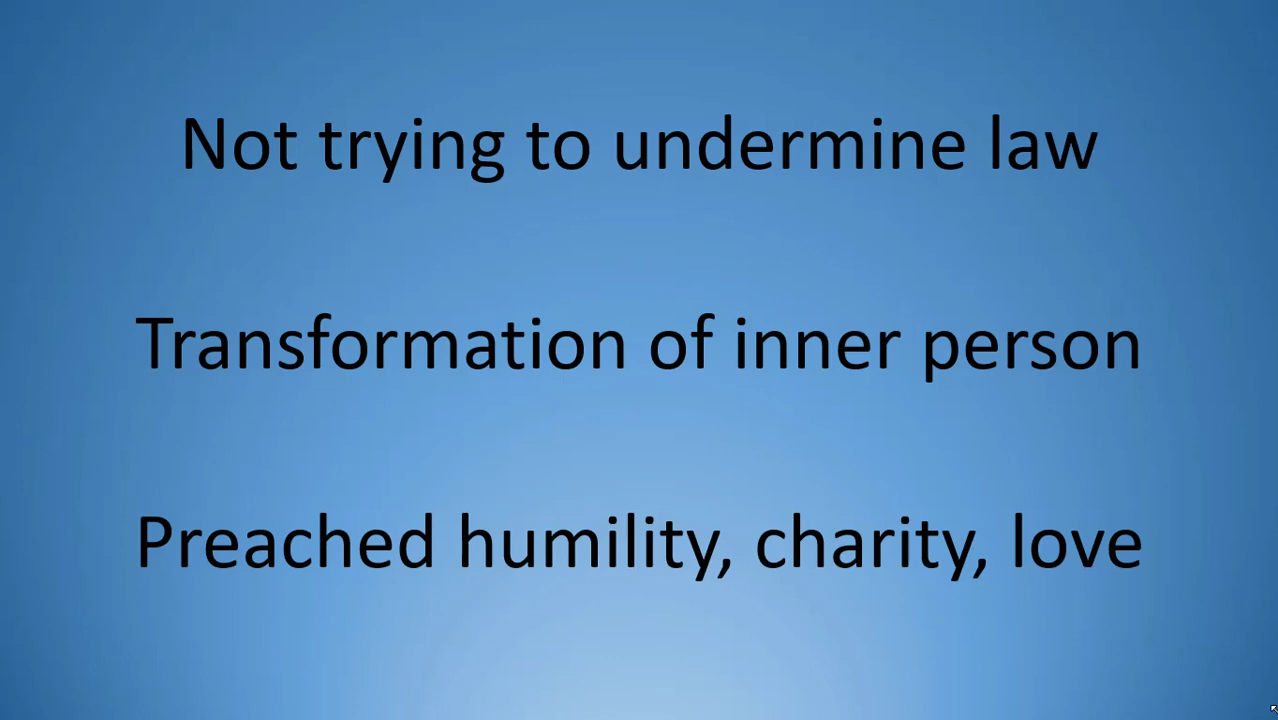 Not trying to undermine law
Transformation of inner person
Preached humility, charity, love